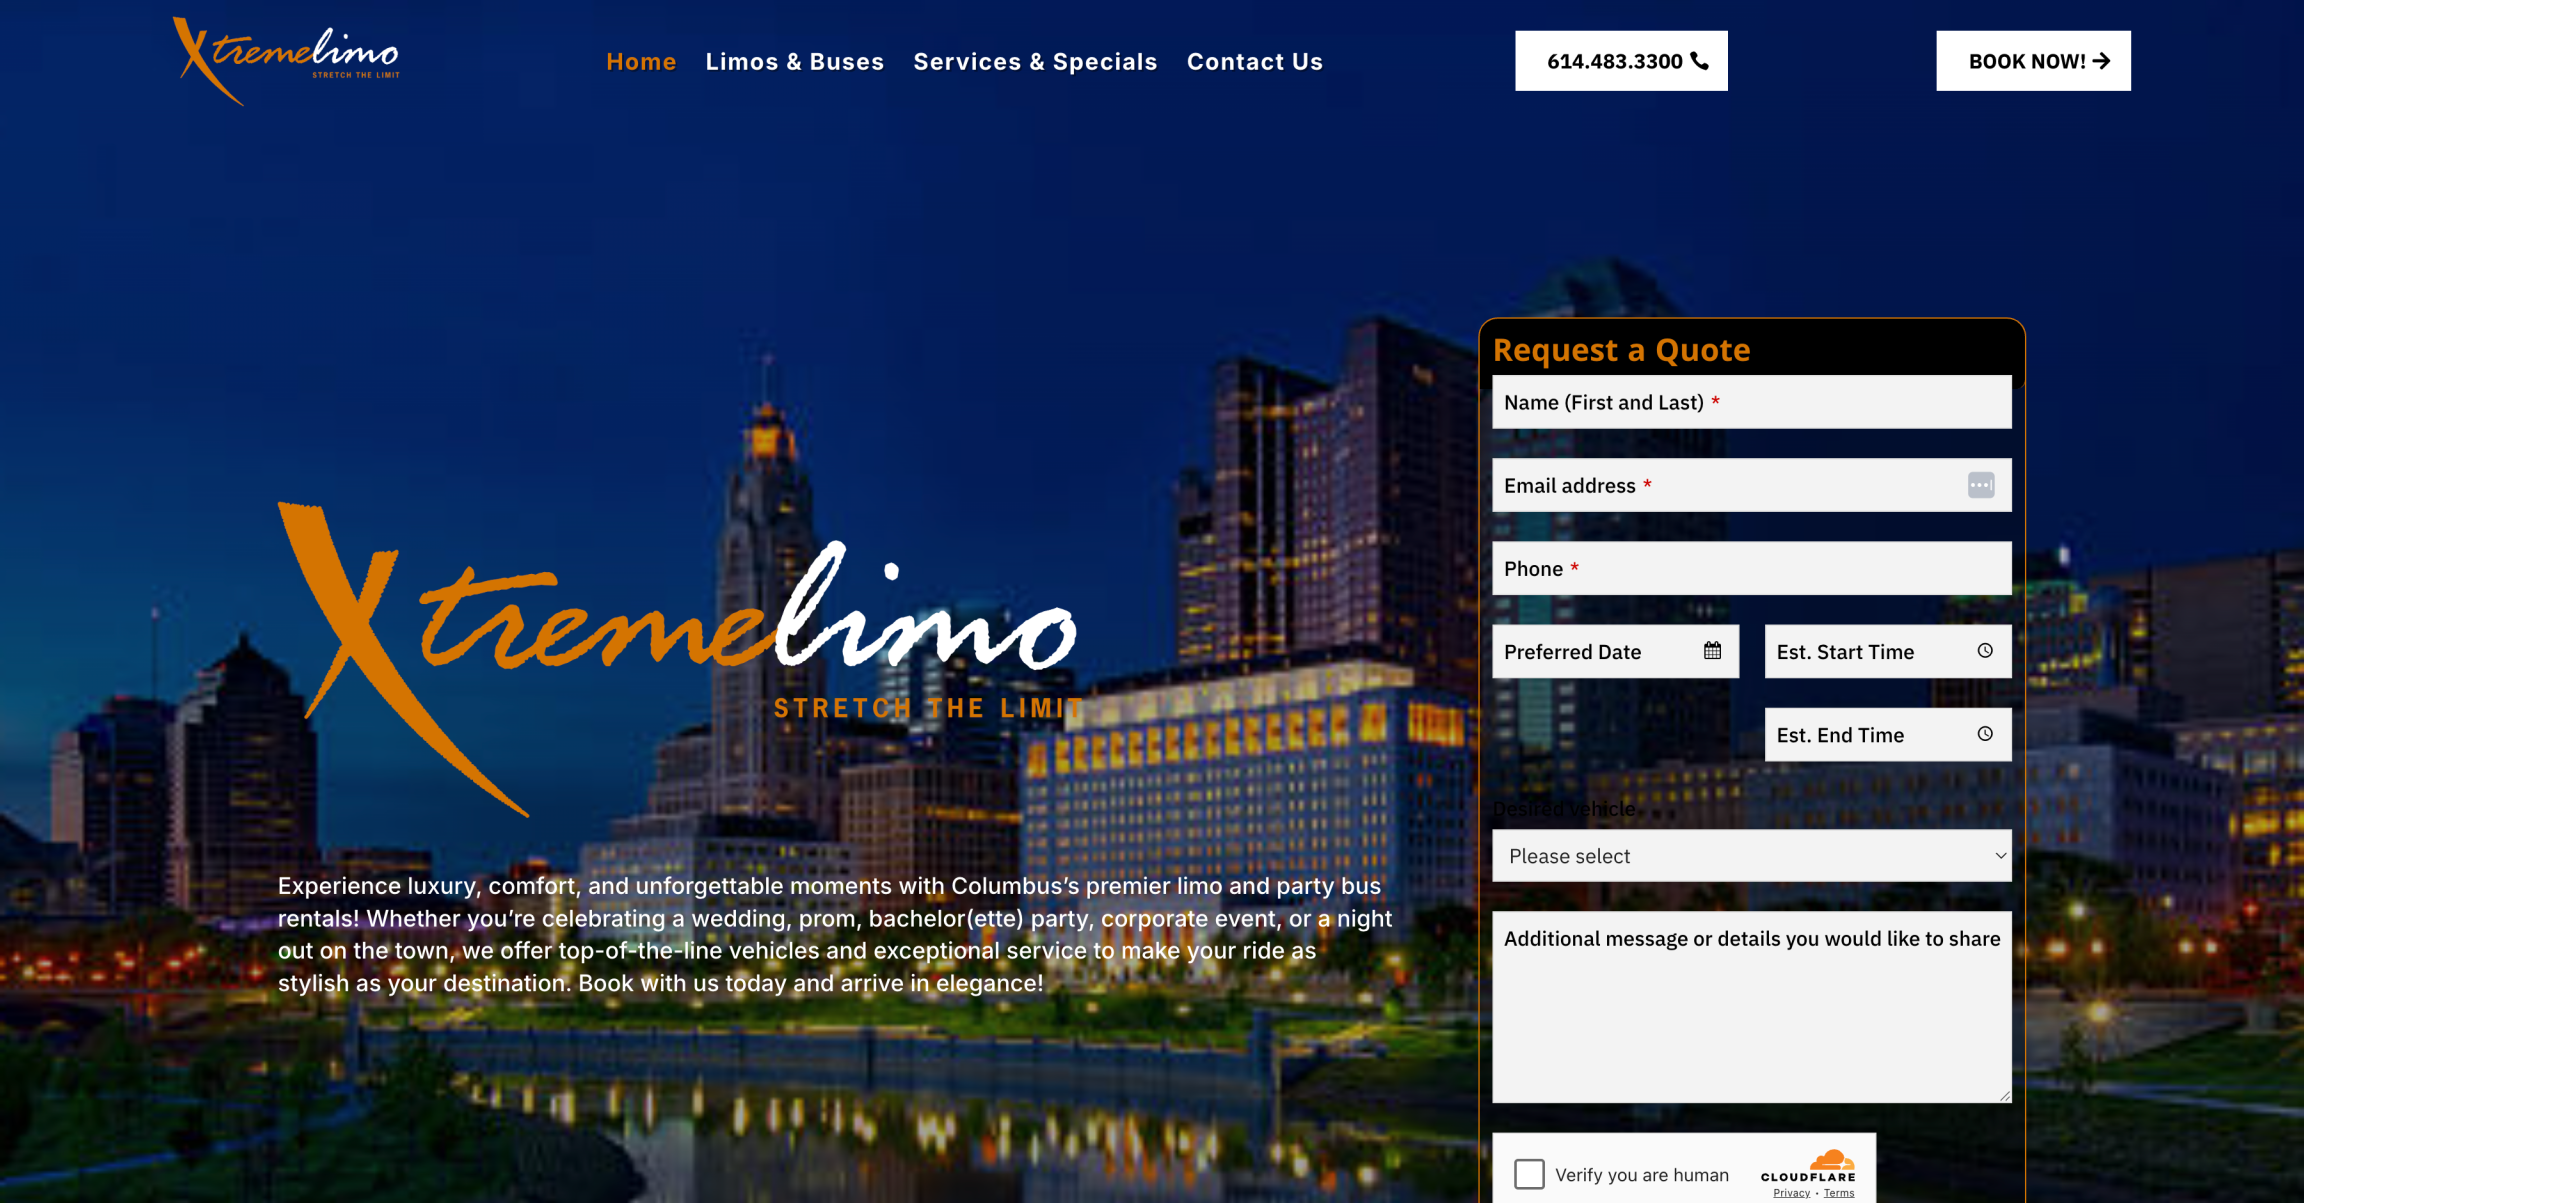 Xtremelimo
STRETCH THE LIMIT
Home Limos & Buses Services & Specials Contact Us
614.483.3300
BOOK NOW!
Xtremelimo
STRETCH THE LIMIT
Experience luxury, comfort, and unforgettable moments with Columbus's premier limo and party bus
rentals! Whether you're celebrating a wedding, prom, bachelor(ette) party, corporate event, or a night
out on the town, we offer top-of-the-line vehicles and exceptional service to make your ride as
stylish as your destination. Book with us today and arrive in elegance!
Request a Quote
Name (First and Last) *
Email address *
Phone *
Preferred Date
Est. Start Time
Est. End Time
Desired vehicle
Please select
Additional message or details you would like to share
Verify you are human
CLOUDFLARE
Privacy • Terms